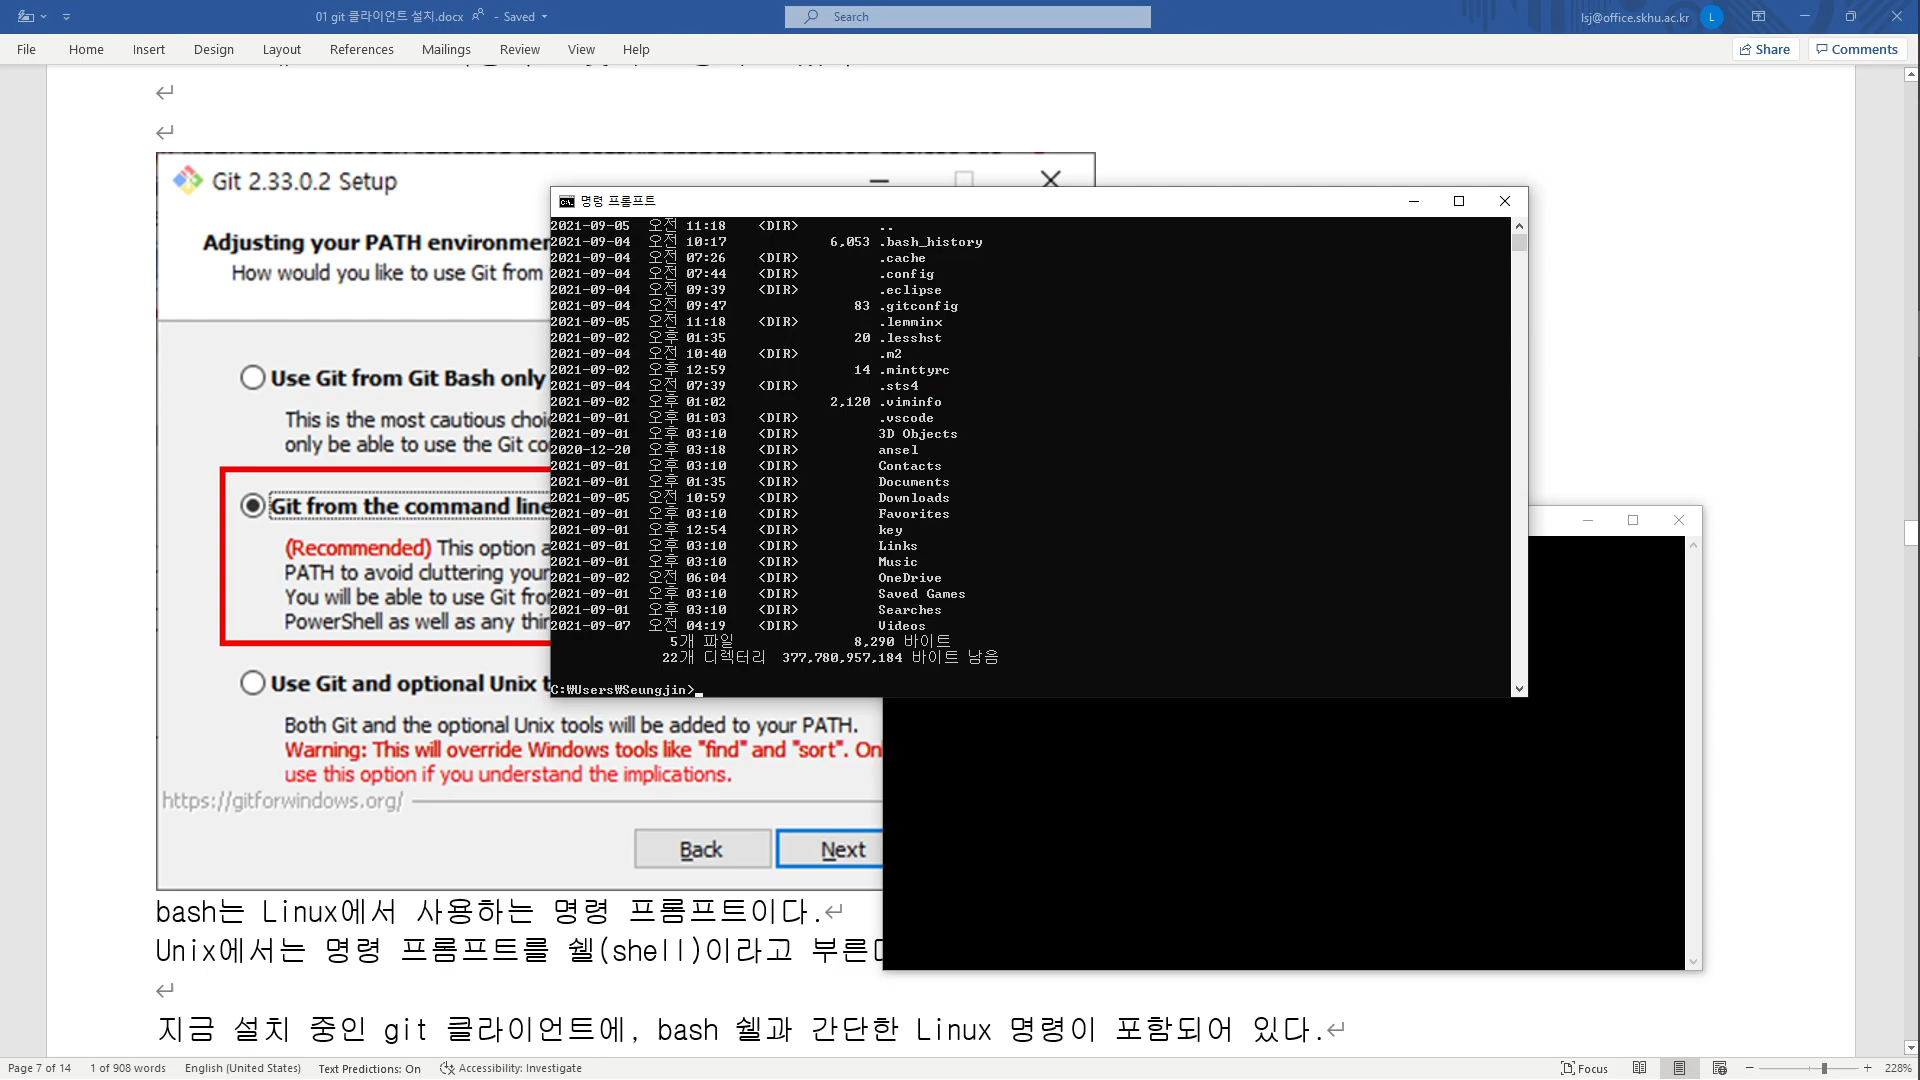 01 git 클라이언트 설치.docx - Saved
Search
lsj@office.skhu.ac.kr L
File Home Insert Design Layout References Mailings Review View Help
Share Comments
Git 2.33.0.2 Setup
Adjusting your PATH environmen
How would you like to use Git from
Use Git from Git Bash only
This is the most cautious choi
only be able to use the Git co
Git from the command line
(Recommended) This option a
PATH to avoid cluttering your
You will be able to use Git fro
PowerShell as well as any thir
Use Git and optional Unix t
Both Git and the optional Unix tools will be added to your PATH.
Warning: This will override Windows tools like "find" and "sort". Onl
use this option if you understand the implications.
https://gitforwindows.org/
Back Next
명령 프롬프트
2021-09-05 오전 11:18 <DIR> ..
2021-09-04 오전 10:17 6,053 .bash_history
2021-09-04 오전 07:26 <DIR> .cache
2021-09-04 오전 07:44 <DIR> .config
2021-09-04 오전 09:39 <DIR> .eclipse
2021-09-04 오전 09:47 83 .gitconfig
2021-09-05 오전 11:18 <DIR> .lemminx
2021-09-02 오후 01:35 20 .lesshst
2021-09-04 오전 10:40 <DIR> .m2
2021-09-02 오후 12:59 14 .minttyrc
2021-09-04 오전 07:39 <DIR> .sts4
2021-09-02 오후 01:02 2,120 .viminfo
2021-09-01 오후 01:03 <DIR> .vscode
2021-09-01 오후 03:10 <DIR> 3D Objects
2020-12-20 오후 03:18 <DIR> ansel
2021-09-01 오후 03:10 <DIR> Contacts
2021-09-01 오후 01:35 <DIR> Documents
2021-09-05 오전 10:59 <DIR> Downloads
2021-09-01 오후 03:10 <DIR> Favorites
2021-09-01 오후 12:54 <DIR> key
2021-09-01 오후 03:10 <DIR> Links
2021-09-01 오후 03:10 <DIR> Music
2021-09-02 오전 06:04 <DIR> OneDrive
2021-09-01 오후 03:10 <DIR> Saved Games
2021-09-01 오후 03:10 <DIR> Searches
2021-09-07 오전 04:19 <DIR> Videos
5개 파일 8,290 바이트
22개 디렉터리 377,780,957,184 바이트 남음
C:₩Users₩Seungjin>
bash는 Linux에서 사용하는 명령 프롬프트이다.
Unix에서는 명령 프롬프트를 쉘(shell)이라고 부른
지금 설치 중인 git 클라이언트에, bash 쉘과 간단한 Linux 명령이 포함되어 있다.
Page 7 of 14 1 of 908 words English (United States) Text Predictions: On Accessibility: Investigate Focus 228%